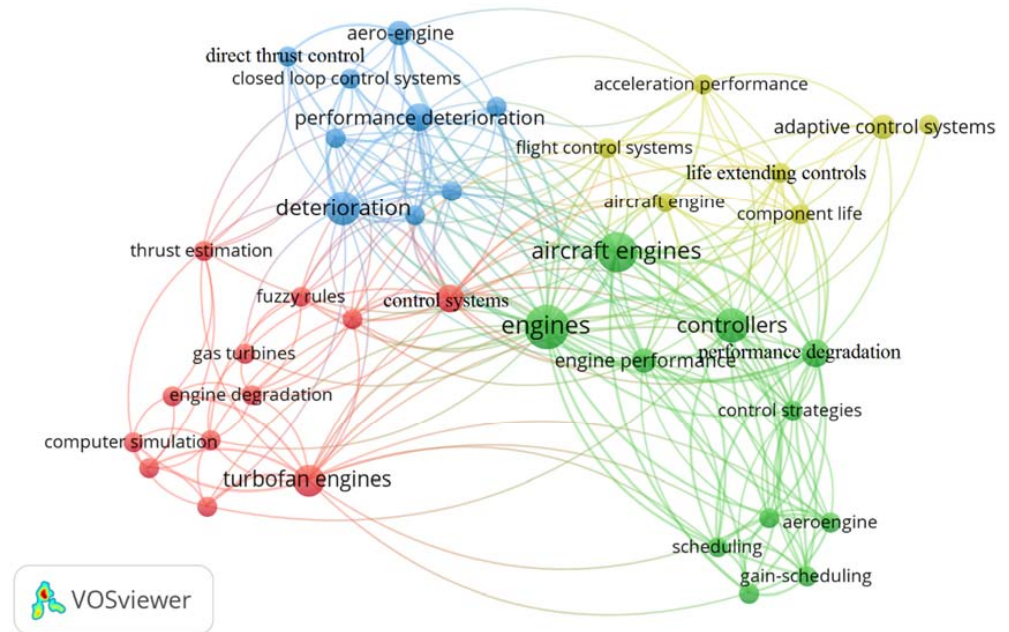 aero-engine
direct thrust control
closed loop control systems
acceleration performance
performance deterioration
adaptive control systems
flight control systems
life extending controls
aircraft engine
deterioration
component life
thrust estimation
aircraft engines
fuzzy rules
control systems
engines
controllers
gas turbines
engine performance
performance degradation
engine degradation
control strategies
computer simulation
turbofan engines
aeroengine
scheduling
gain-scheduling
VOSviewer